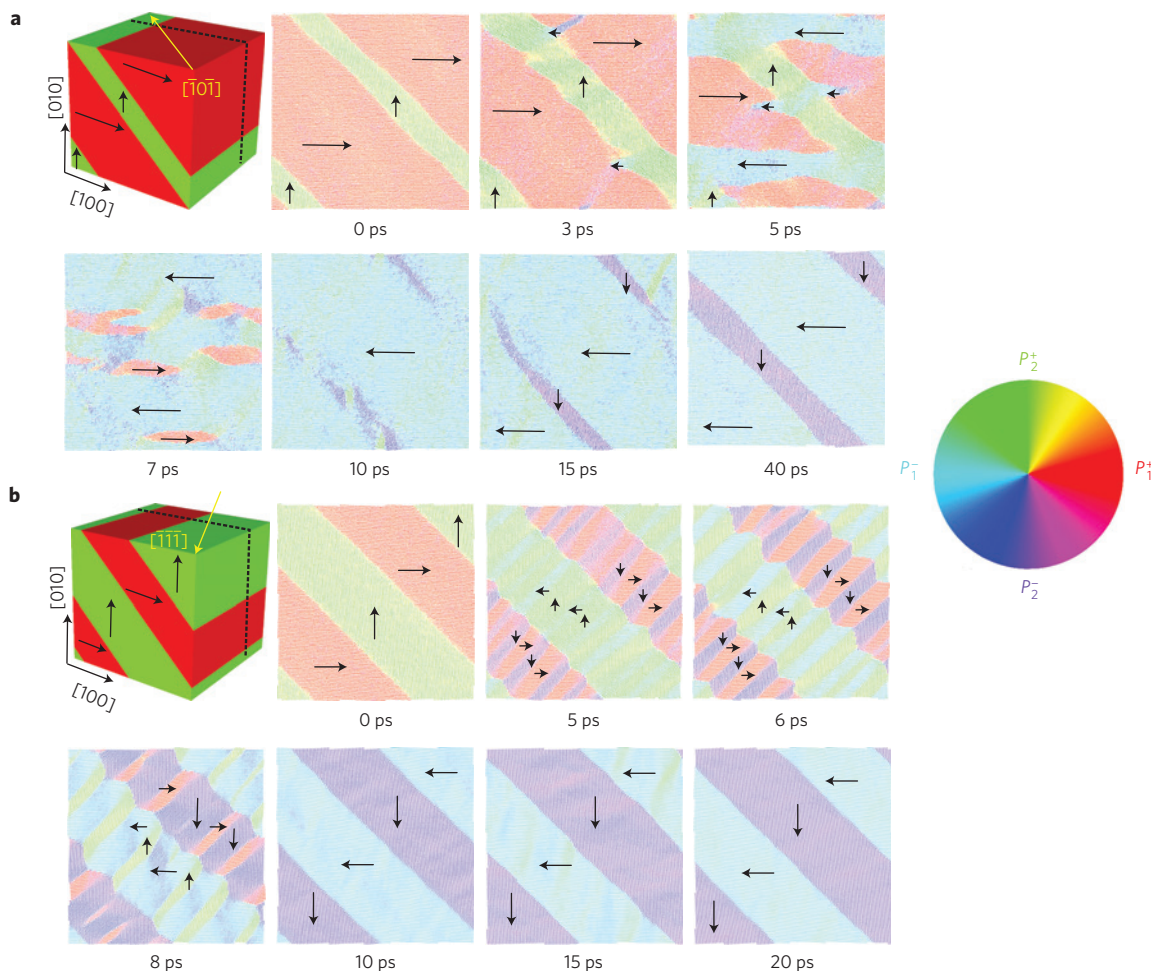 a
[010]
[100]
[1̄01̄]
0 ps
3 ps
5 ps
7 ps
10 ps
15 ps
40 ps
P₂⁺
P₁⁻
P₁⁺
P₂⁻
b
[010]
[100]
[1̄1̄1̄]
0 ps
5 ps
6 ps
8 ps
10 ps
15 ps
20 ps